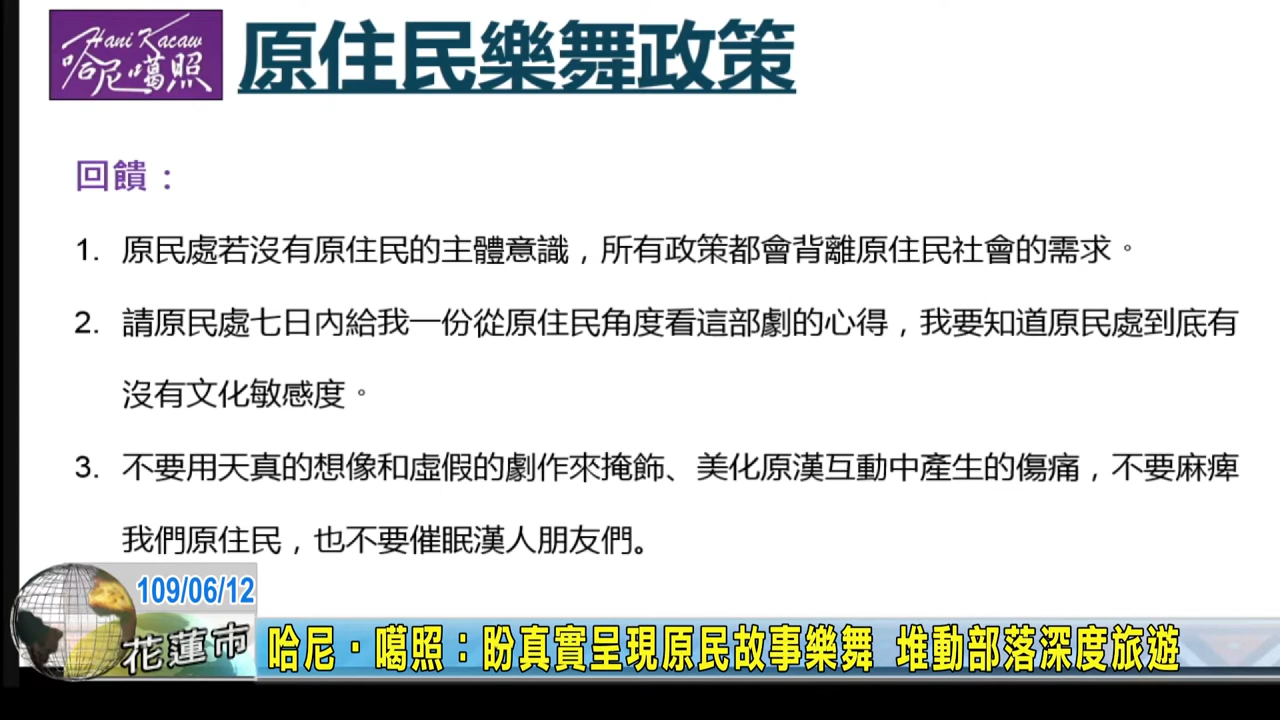 Hani Kacaw
哈尼噶照
原住民樂舞政策
回饋：
1. 原民處若沒有原住民的主體意識，所有政策都會背離原住民社會的需求。
2. 請原民處七日內給我一份從原住民角度看這部劇的心得，我要知道原民處到底有
沒有文化敏感度。
3. 不要用天真的想像和虛假的劇作來掩飾、美化原漢互動中產生的傷痛，不要麻痺
我們原住民，也不要催眠漢人朋友們。
109/06/12
花蓮市
哈尼·噶照：盼真實呈現原民故事樂舞 堆動部落深度旅遊